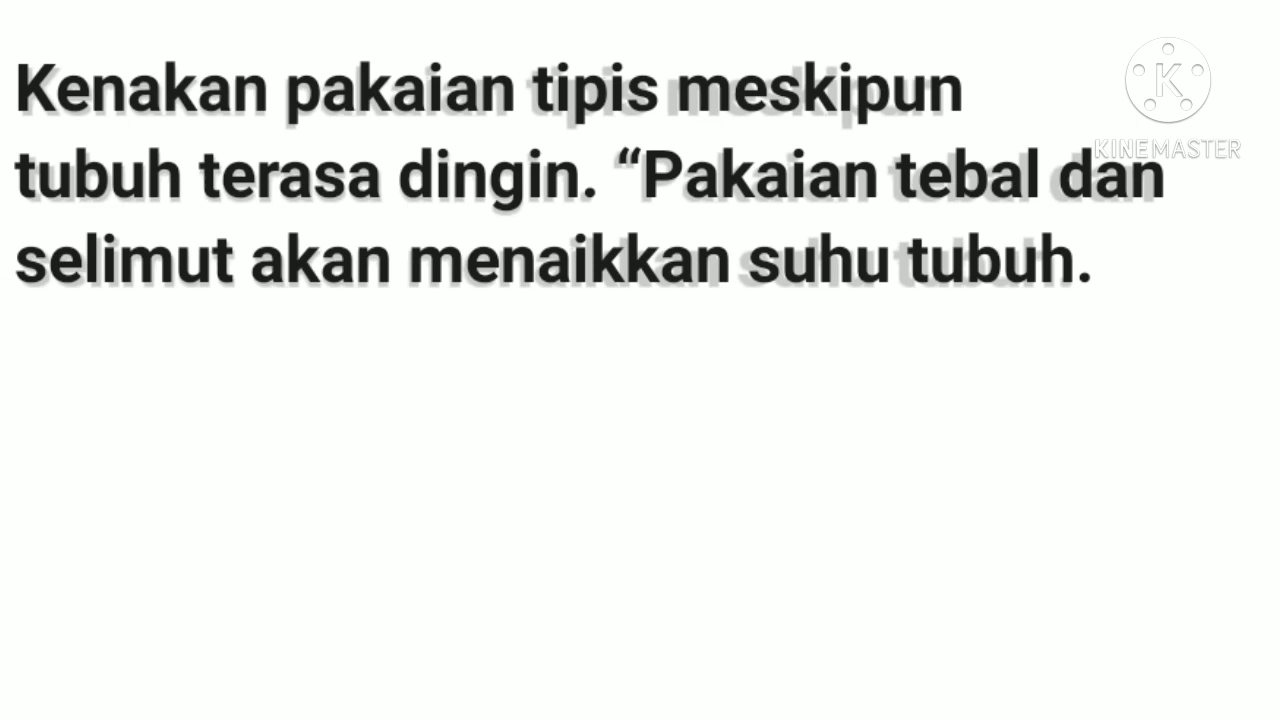 Kenakan pakaian tipis meskipun
tubuh terasa dingin. “Pakaian tebal dan
selimut akan menaikkan suhu tubuh.
K
KINEMASTER